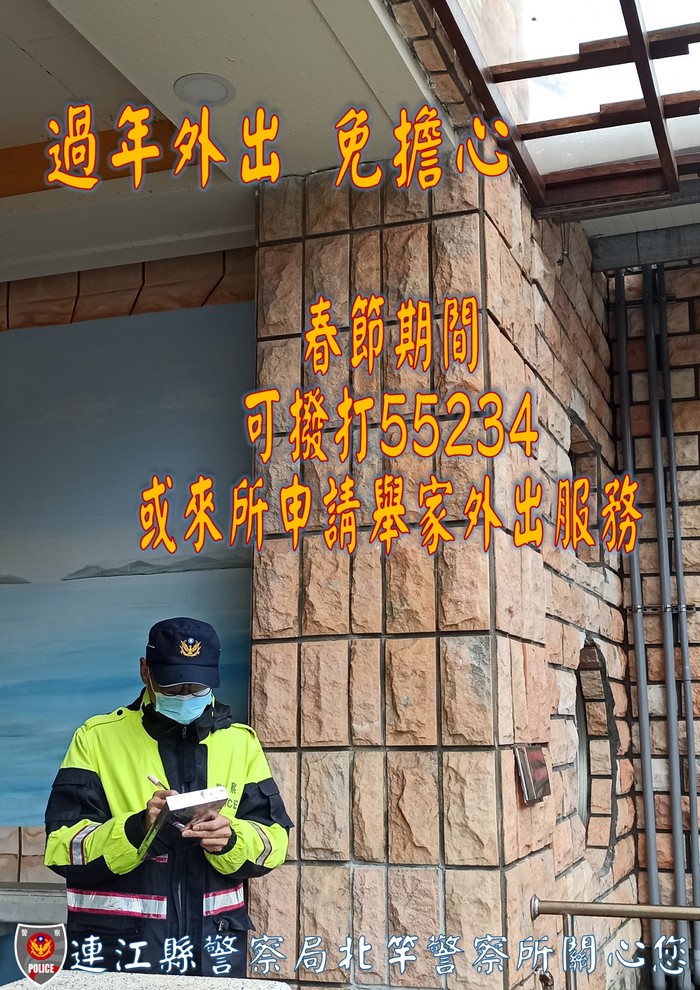 過年外出 免擔心
春節期間
可撥打55234
或來所申請舉家外出服務
警察
POLICE
連江縣警察局北竿警察所關心您